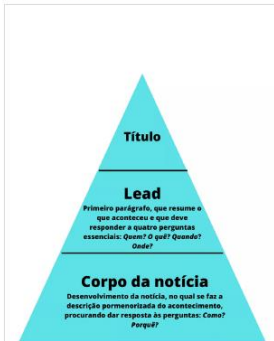 Título
Lead
Primeiro parágrafo, que resume o
que aconteceu e que deve
responder a quatro perguntas
essenciais: Quem? O quê? Quando?
Onde?
Corpo da notícia
Desenvolvimento da notícia, no qual se faz a
descrição pormenorizada do acontecimento,
procurando dar resposta às perguntas: Como?
Porquê?